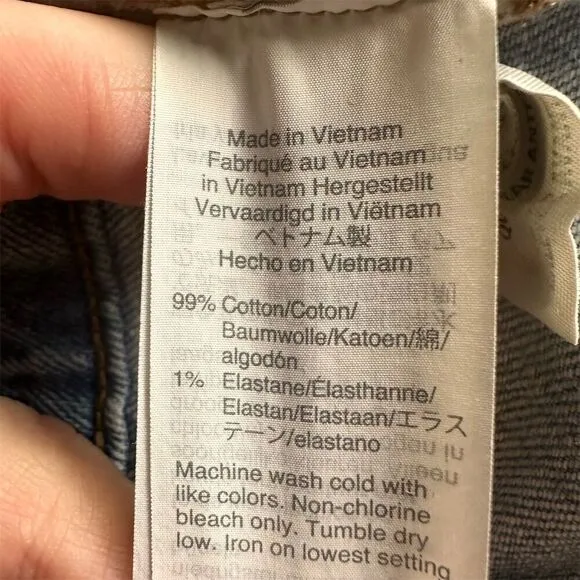 Made in Vietnam
Fabriqué au Vietnam
in Vietnam Hergestellt
Vervaardigd in Viëtnam
ベトナム製
Hecho en Vietnam
99% Cotton/Coton/
Baumwolle/Katoen/綿/
algodón
1% Elastane/Élasthanne/
Elastan/Elastaan/エラス
テーン/elastano
Machine wash cold with
like colors. Non-chlorine
bleach only. Tumble dry
low. Iron on lowest setting